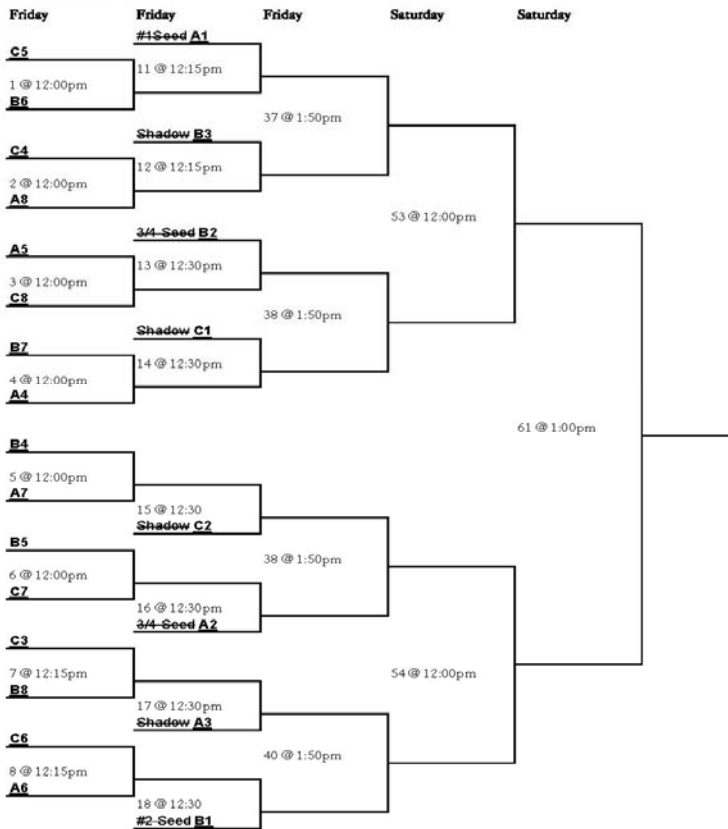 Friday Friday Friday Saturday Saturday
#1Seed A1
C5
11 @ 12:15pm
1 @ 12:00pm
B6
37 @ 1:50pm
Shadow B3
C4
12 @ 12:15pm
2 @ 12:00pm
A8
53 @ 12:00pm
3/4 Seed B2
A5
13 @ 12:30pm
3 @ 12:00pm
C8
38 @ 1:50pm
Shadow C1
B7
14 @ 12:30pm
4 @ 12:00pm
A4
61 @ 1:00pm
B4
5 @ 12:00pm
A7
15 @ 12:30
Shadow C2
B5
38 @ 1:50pm
6 @ 12:00pm
C7
16 @ 12:30pm
3/4 Seed A2
C3
7 @ 12:15pm
54 @ 12:00pm
B8
17 @ 12:30pm
Shadow A3
C6
40 @ 1:50pm
8 @ 12:15pm
A6
18 @ 12:30
#2 Seed B1